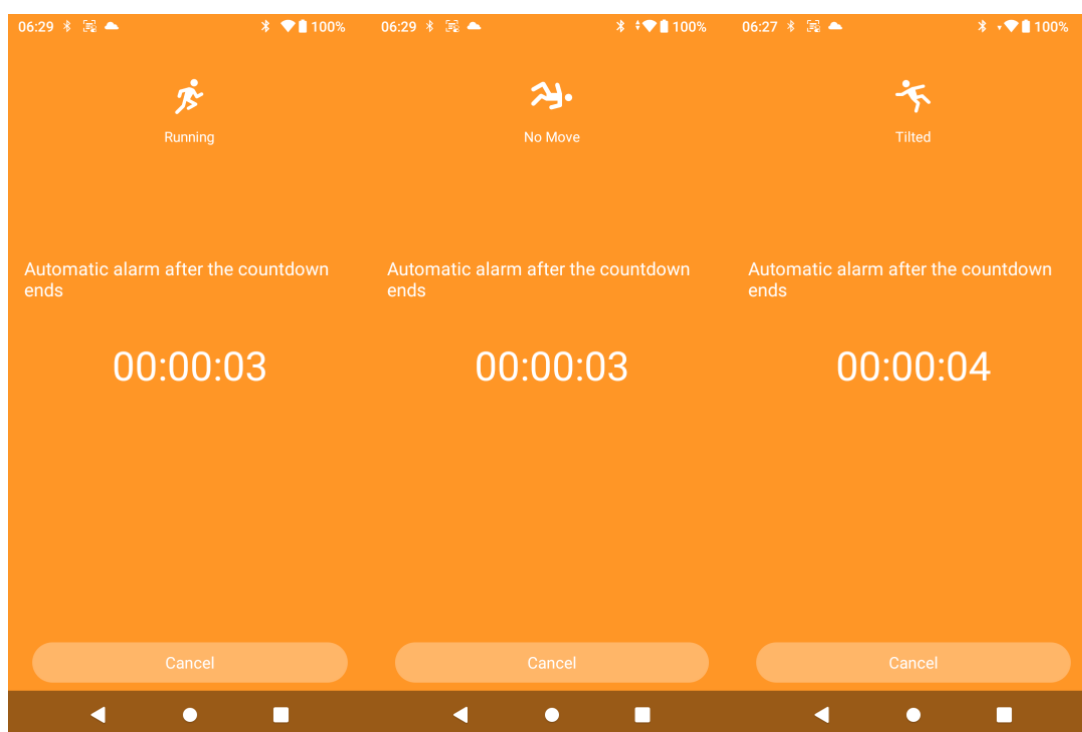 06:29 100%
Running
Automatic alarm after the countdown
ends
00:00:03
Cancel
06:29 100%
No Move
Automatic alarm after the countdown
ends
00:00:03
Cancel
06:27 100%
Tilted
Automatic alarm after the countdown
ends
00:00:04
Cancel